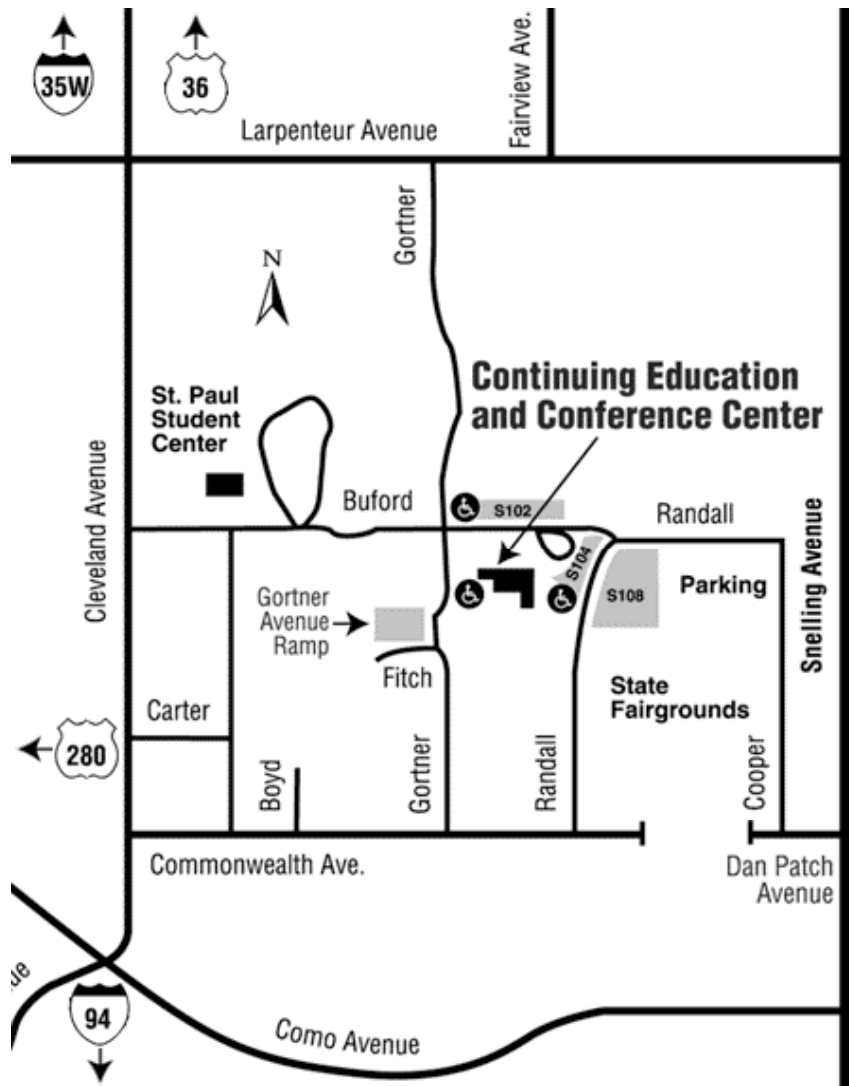 35W
36
Larpenteur Avenue
Fairview Ave.
Gortner
N
Continuing Education
and Conference Center
St. Paul
Student
Center
Cleveland Avenue
Buford
S102
Randall
S104
S108
Parking
Snelling Avenue
Gortner
Avenue
Ramp
Fitch
State
Fairgrounds
Carter
280
Boyd
Gortner
Randall
Cooper
Commonwealth Ave.
Dan Patch
Avenue
94
Como Avenue